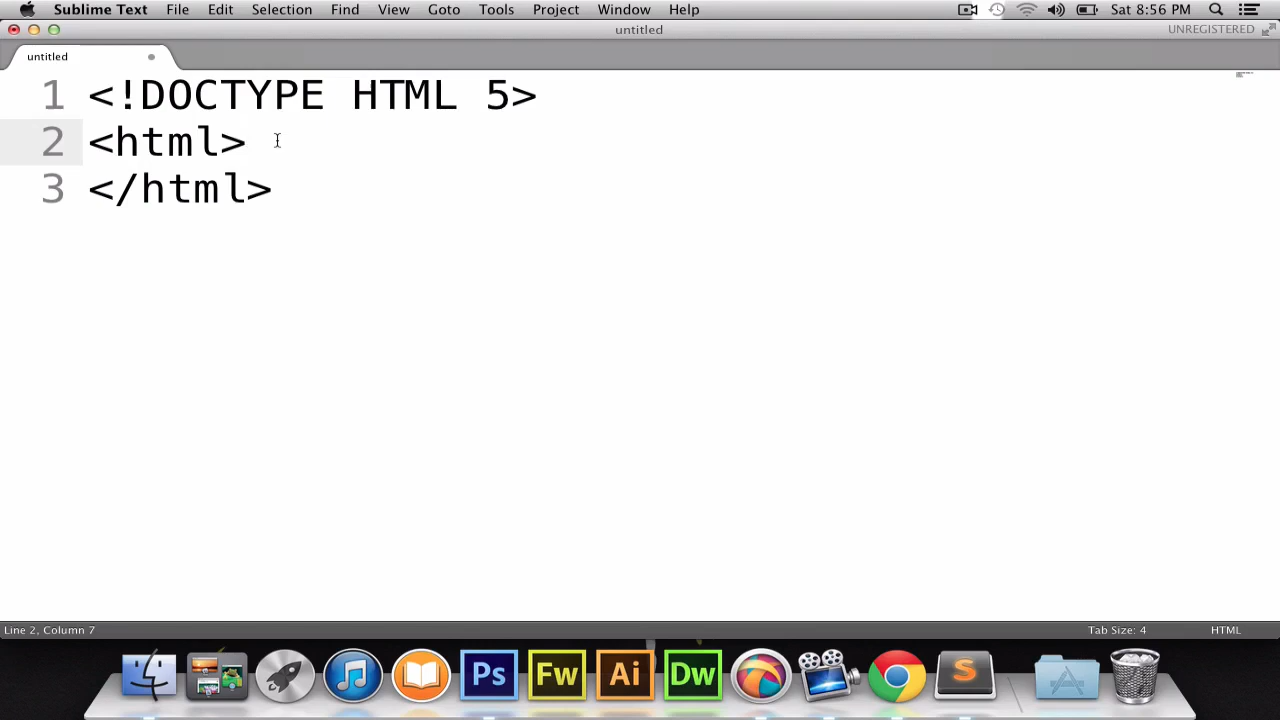 Sublime Text File Edit Selection Find View Goto Tools Project Window Help Sat 8:56 PM
untitled UNREGISTERED
untitled
1 <!DOCTYPE HTML 5>
2 <html>
3 </html>
Line 2, Column 7 Tab Size: 4 HTML
Ps Fw Ai Dw S